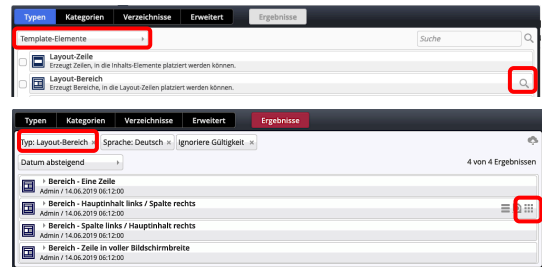 Typen Kategorien Verzeichnisse Erweitert Ergebnisse
Template-Elemente Suche
Layout-Zeile
Erzeugt Zeilen, in die Inhalts-Elemente platziert werden können.
Layout-Bereich
Erzeugt Bereiche, in die Layout-Zeilen platziert werden können.
Typen Kategorien Verzeichnisse Erweitert Ergebnisse
Typ: Layout-Bereich × Sprache: Deutsch × Ignoriere Gültigkeit ×
Datum absteigend 4 von 4 Ergebnissen
Bereich - Eine Zeile
Admin / 14.06.2019 06:12:00
Bereich - Hauptinhalt links / Spalte rechts
Admin / 14.06.2019 06:12:00
Bereich - Spalte links / Hauptinhalt rechts
Admin / 14.06.2019 06:12:00
Bereich - Zeile in voller Bildschirmbreite
Admin / 14.06.2019 06:12:00